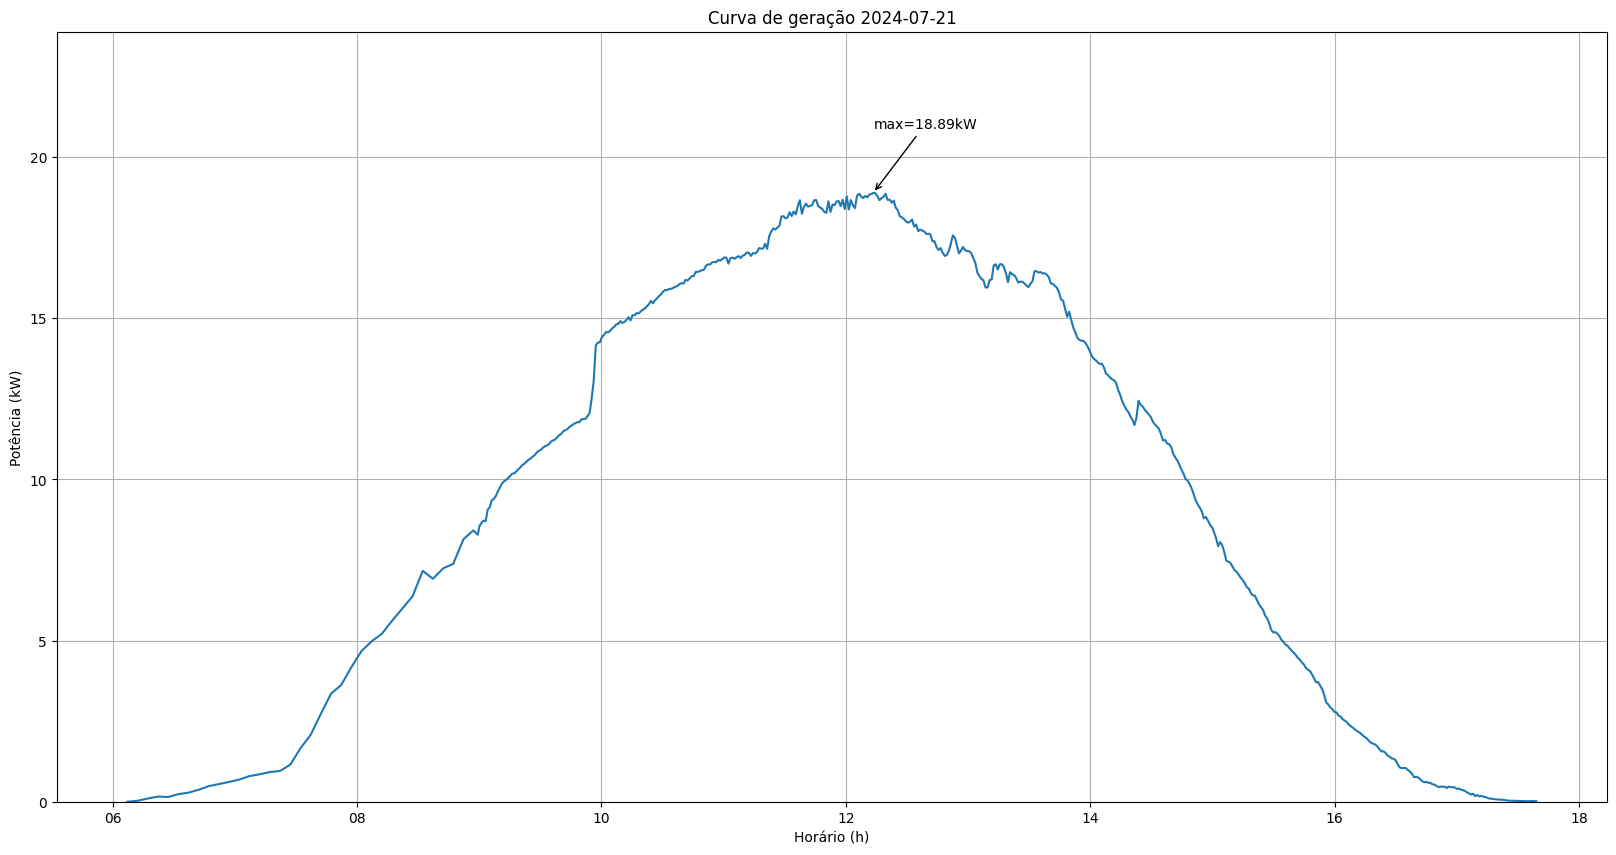 Curva de geração 2024-07-21
max=18.89kW
20
15
10
5
0
Potência (kW)
06 08 10 12 14 16 18
Horário (h)